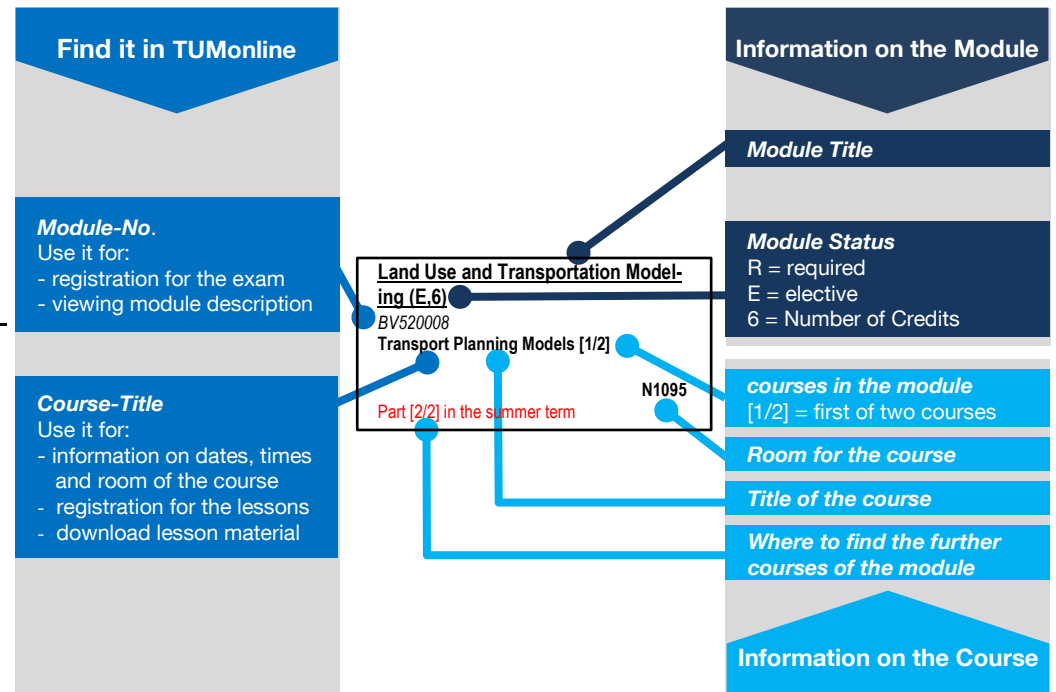 Find it in TUMonline
Module-No.
Use it for:
- registration for the exam
- viewing module description
Course-Title
Use it for:
- information on dates, times
and room of the course
- registration for the lessons
- download lesson material
Land Use and Transportation Model-
ing (E,6)
BV520008
Transport Planning Models [1/2]
N1095
Part [2/2] in the summer term
Information on the Module
Module Title
Module Status
R = required
E = elective
6 = Number of Credits
courses in the module
[1/2] = first of two courses
Room for the course
Title of the course
Where to find the further
courses of the module
Information on the Course